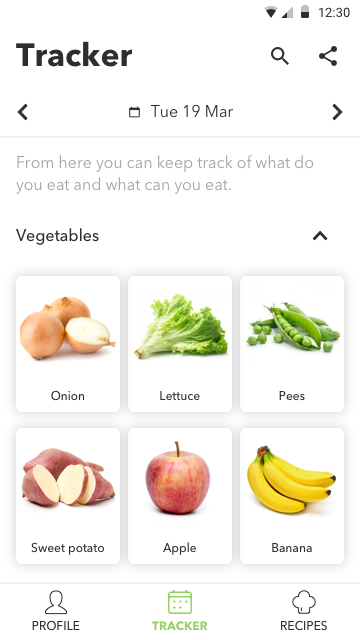 12:30
Tracker
Tue 19 Mar
From here you can keep track of what do
you eat and what can you eat.
Vegetables
Onion
Lettuce
Pees
Sweet potato
Apple
Banana
PROFILE
TRACKER
RECIPES